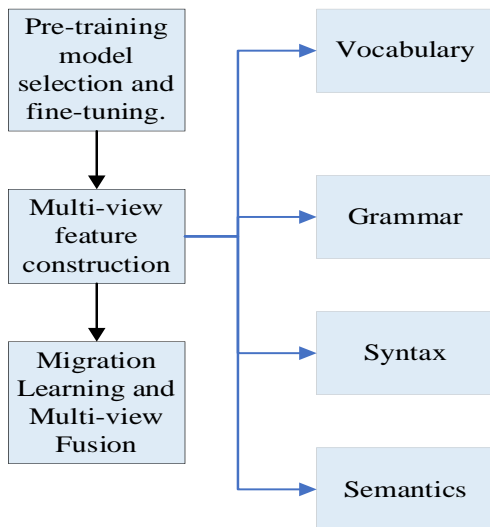 Pre-training
model
selection and
fine-tuning.
Multi-view
feature
construction
Migration
Learning and
Multi-view
Fusion
Vocabulary
Grammar
Syntax
Semantics